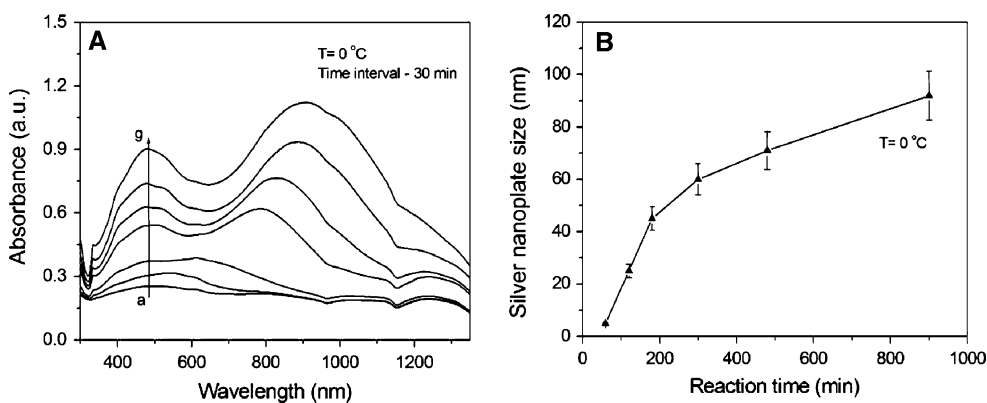 A
T= 0 °C
Time interval - 30 min
g
a
1.5
1.2
0.9
0.6
0.3
0.0
400 600 800 1000 1200
Absorbance (a.u.)
Wavelength (nm)
B
T= 0 °C
120
100
80
60
40
20
0
0 200 400 600 800 1000
Silver nanoplate size (nm)
Reaction time (min)